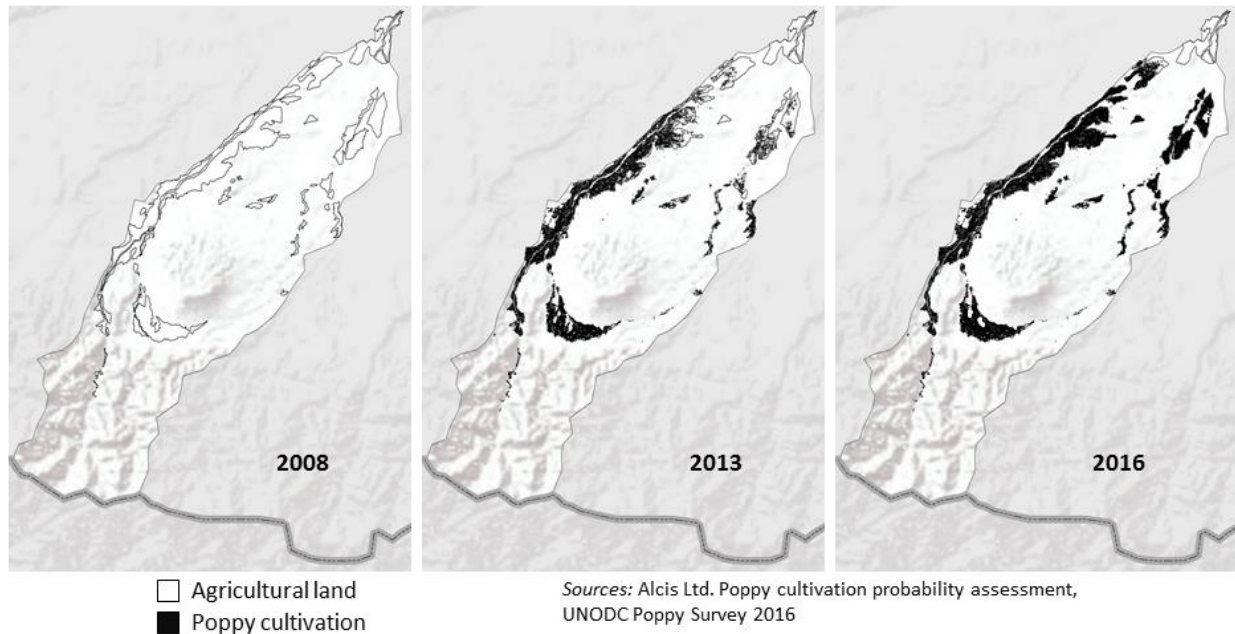 2008
2013
2016
Agricultural land
Poppy cultivation
Sources: Alcis Ltd. Poppy cultivation probability assessment,
UNODC Poppy Survey 2016